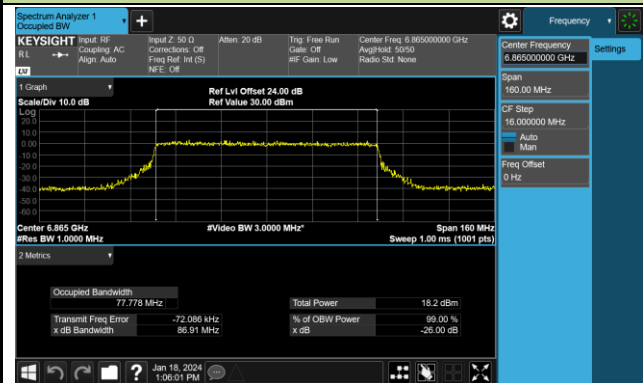 Spectrum Analyzer 1
Occupied BW
Frequency
KEYSIGHT
RL
LXI
Input: RF
Coupling: AC
Align: Auto
Input Z: 50 Ω
Corrections: Off
Freq Ref: Int (S)
NFE: Off
Atten: 20 dB
Trig: Free Run
Gate: Off
#IF Gain: Low
Center Freq: 6.865000000 GHz
Avg|Hold: 50/50
Radio Std: None
Center Frequency
6.865000000 GHz
Settings
Span
160.00 MHz
CF Step
16.000000 MHz
Auto
Man
Freq Offset
0 Hz
1 Graph
Scale/Div 10.0 dB
Ref Lvl Offset 24.00 dB
Ref Value 30.00 dBm
Log
20.0
10.0
0.00
-10.0
-20.0
-30.0
-40.0
-50.0
-60.0
Center 6.865 GHz
#Res BW 1.0000 MHz
#Video BW 3.0000 MHz*
Span 160 MHz
Sweep 1.00 ms (1001 pts)
2 Metrics
Occupied Bandwidth
77.778 MHz
Total Power 18.2 dBm
Transmit Freq Error -72.086 kHz
% of OBW Power 99.00 %
x dB Bandwidth 86.91 MHz
x dB -26.00 dB
?
Jan 18, 2024
1:06:01 PM